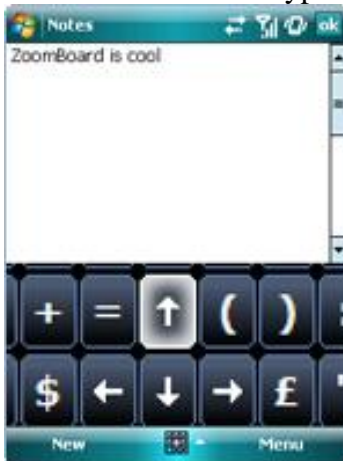 Notes
ok
ZoomBoard is cool
+ = ↑ ( )
$ ← ↓ → £
New
Menu